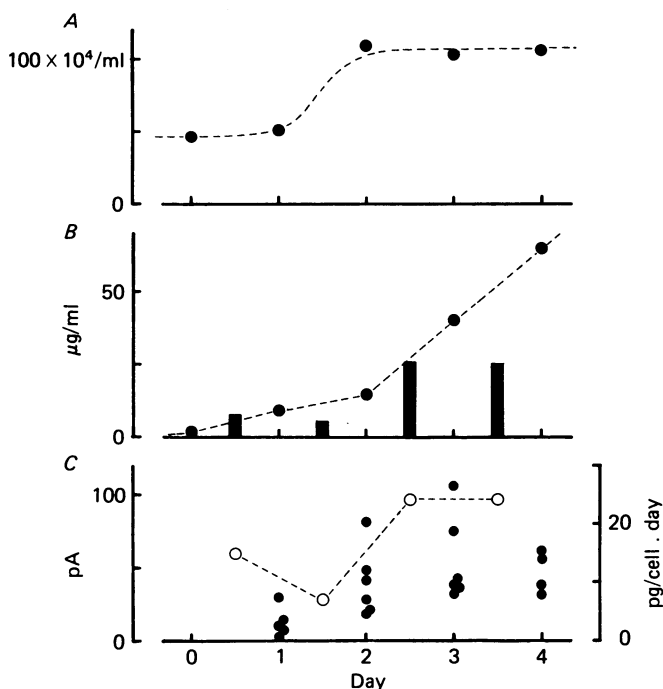 A
100 × 10⁴/ml
0
B
50
µg/ml
0
C
100
pA
0
20
pg/cell . day
0
0 1 2 3 4
Day